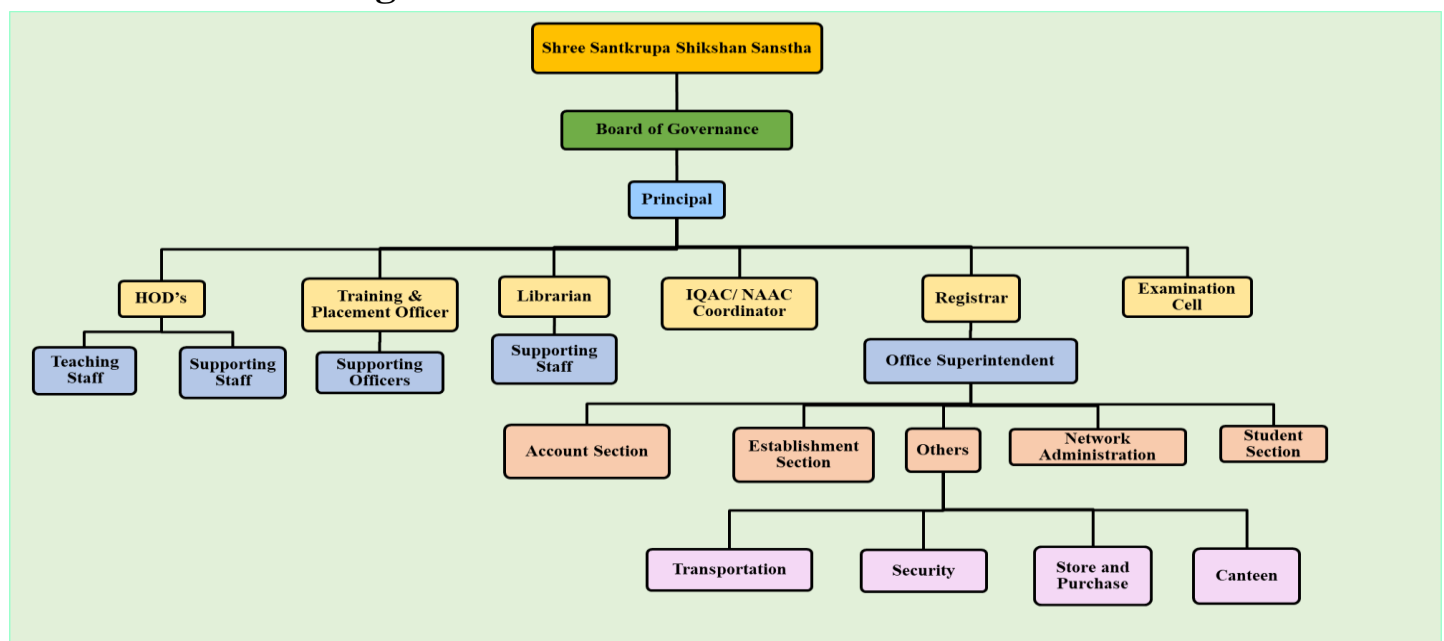 Shree Santkrupa Shikshan Sanstha
Board of Governance
Principal
HOD's
Training &
Placement Officer
Librarian
IQAC/ NAAC
Coordinator
Registrar
Examination
Cell
Teaching
Staff
Supporting
Staff
Supporting
Officers
Supporting
Staff
Office Superintendent
Account Section
Establishment
Section
Others
Network
Administration
Student
Section
Transportation
Security
Store and
Purchase
Canteen